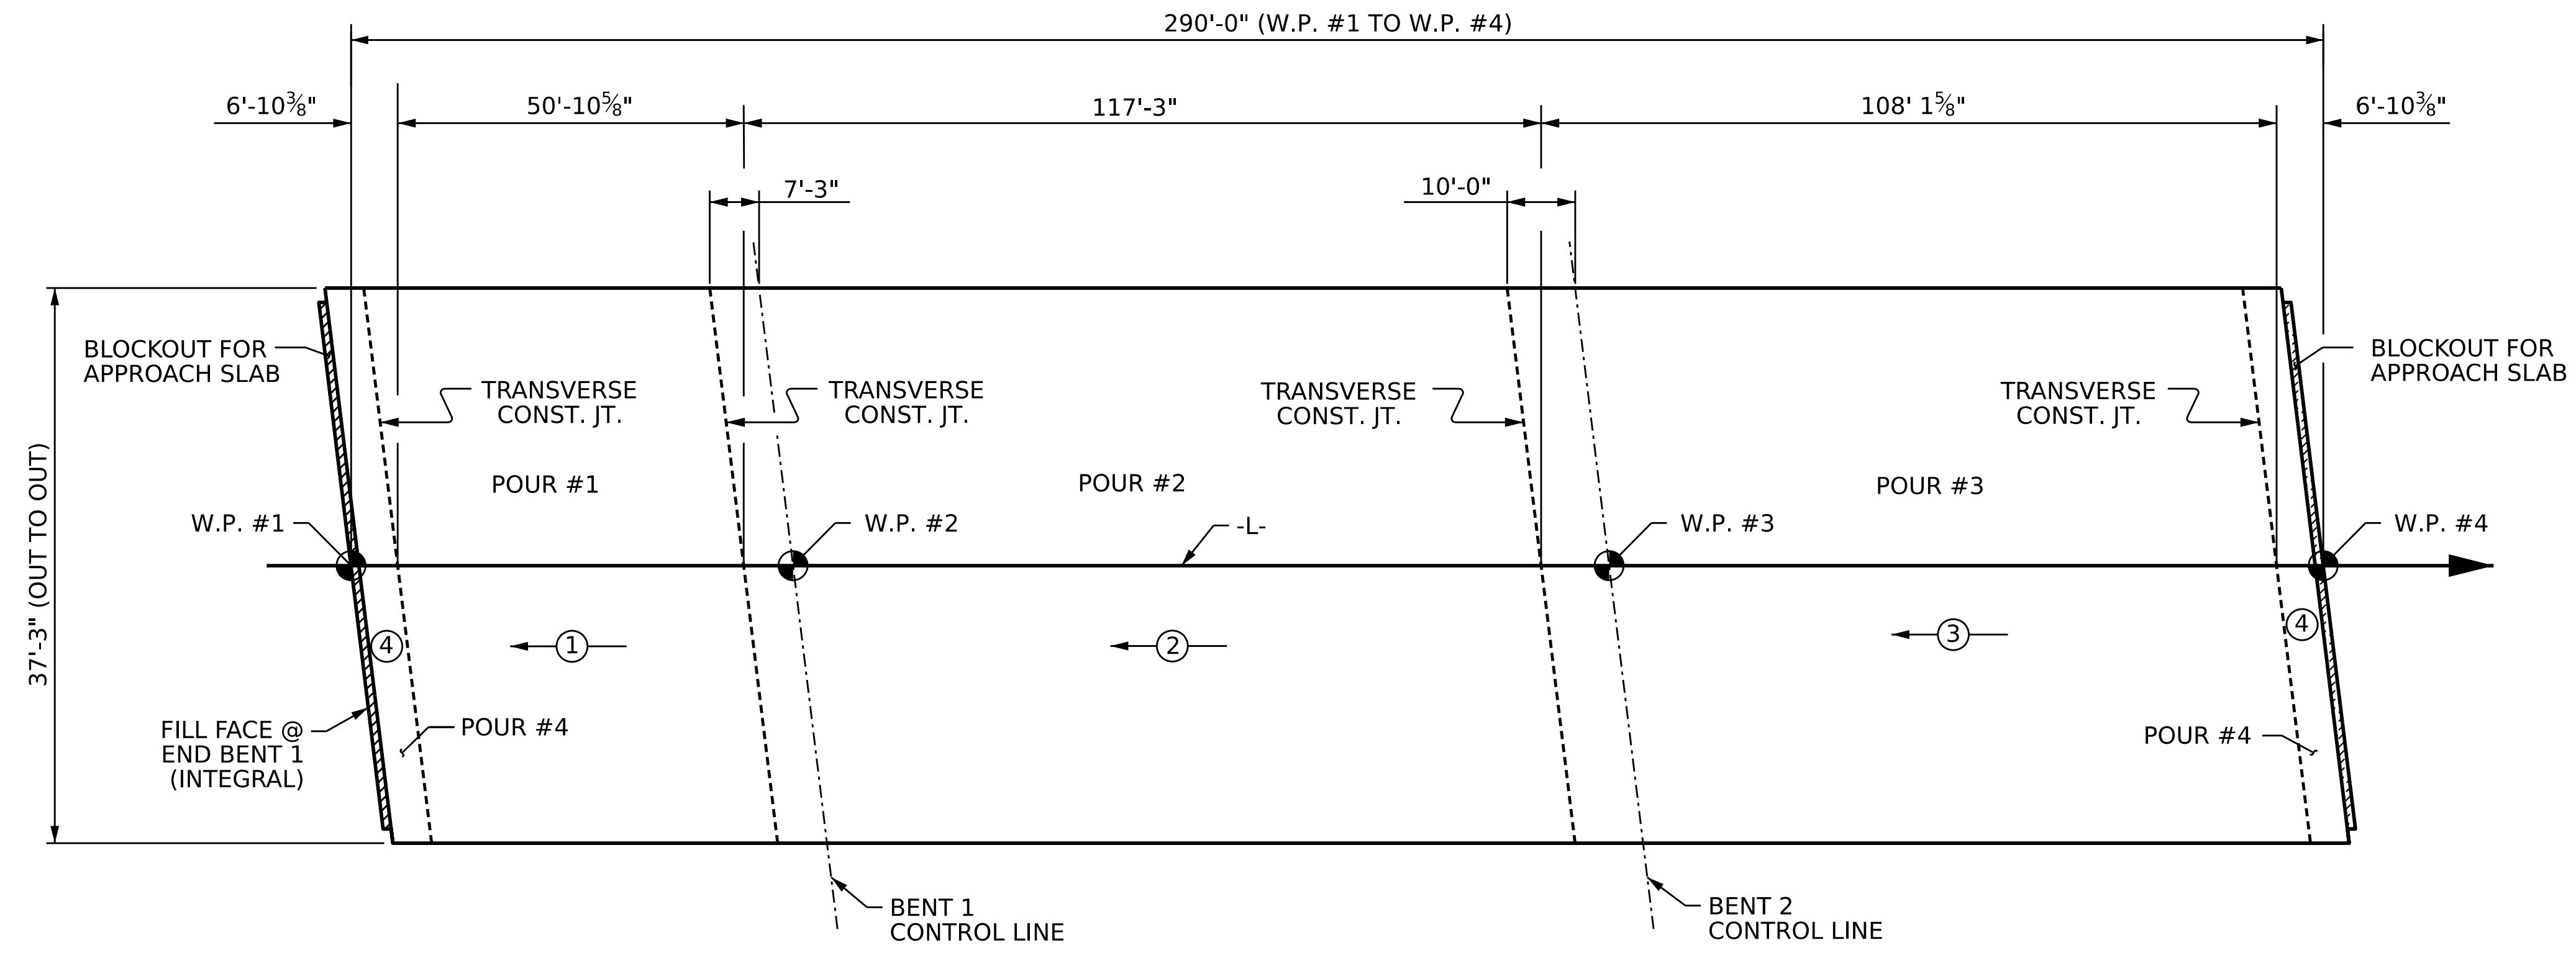 290'-0" (W.P. #1 TO W.P. #4)
6'-10⅜"
50'-10⅝"
117'-3"
108' 1⅝"
6'-10⅜"
7'-3"
10'-0"
BLOCKOUT FOR
APPROACH SLAB
TRANSVERSE
CONST. JT.
TRANSVERSE
CONST. JT.
TRANSVERSE
CONST. JT.
TRANSVERSE
CONST. JT.
BLOCKOUT FOR
APPROACH SLAB
37'-3" (OUT TO OUT)
POUR #1
POUR #2
POUR #3
W.P. #1
W.P. #2
-L-
W.P. #3
W.P. #4
4
1
2
3
4
FILL FACE @
END BENT 1
(INTEGRAL)
POUR #4
POUR #4
BENT 1
CONTROL LINE
BENT 2
CONTROL LINE